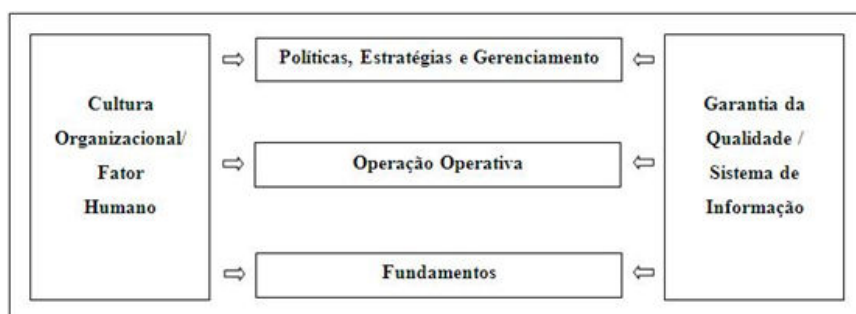 Cultura
Organizacional/
Fator
Humano
Políticas, Estratégias e Gerenciamento
Operação Operativa
Fundamentos
Garantia da
Qualidade /
Sistema de
Informação